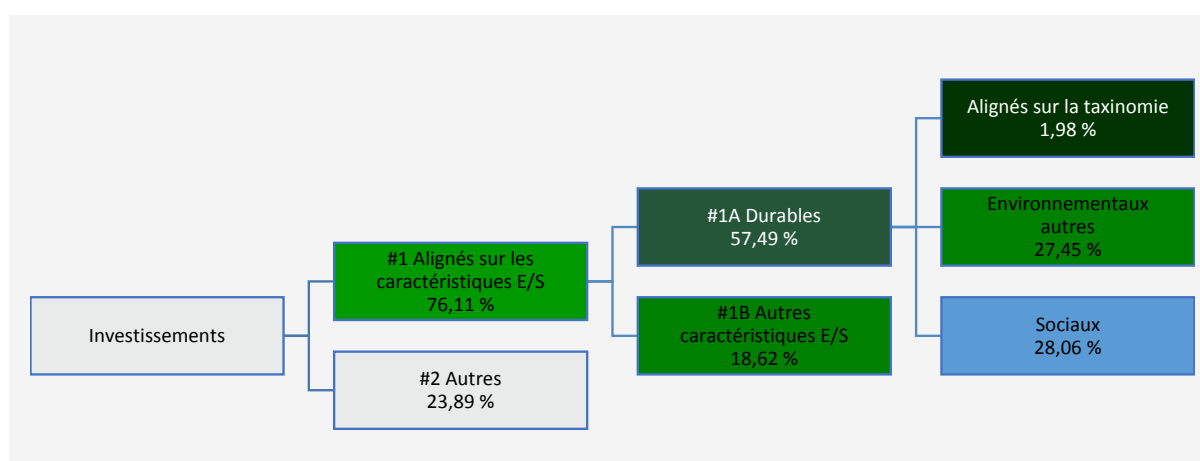 Investissements
#1 Alignés sur les
caractéristiques E/S
76,11 %
#2 Autres
23,89 %
#1A Durables
57,49 %
#1B Autres
caractéristiques E/S
18,62 %
Alignés sur la taxinomie
1,98 %
Environnementaux
autres
27,45 %
Sociaux
28,06 %